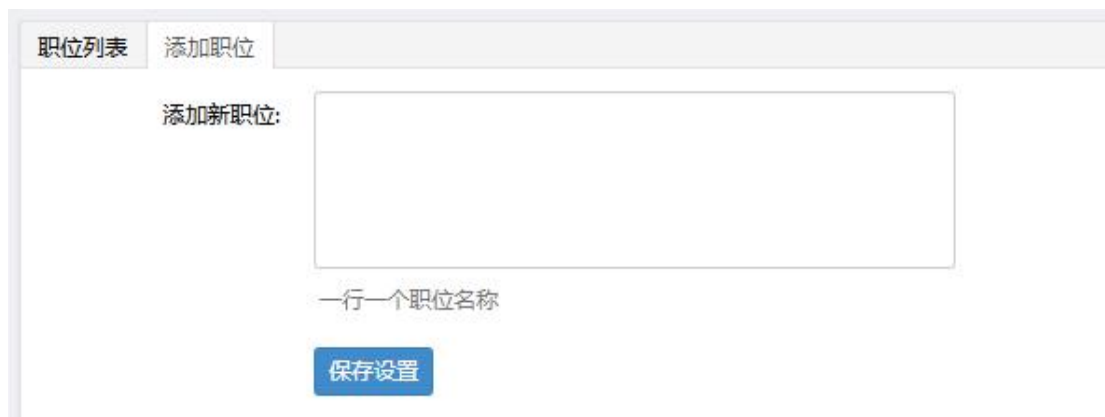 职位列表 添加职位
添加新职位:
一行一个职位名称
保存设置